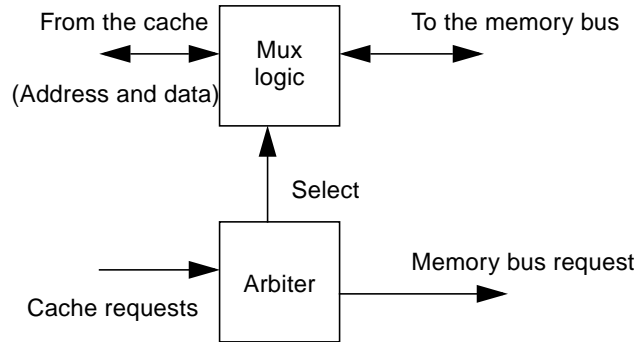 From the cache
To the memory bus
Mux
logic
(Address and data)
Select
Memory bus request
Arbiter
Cache requests